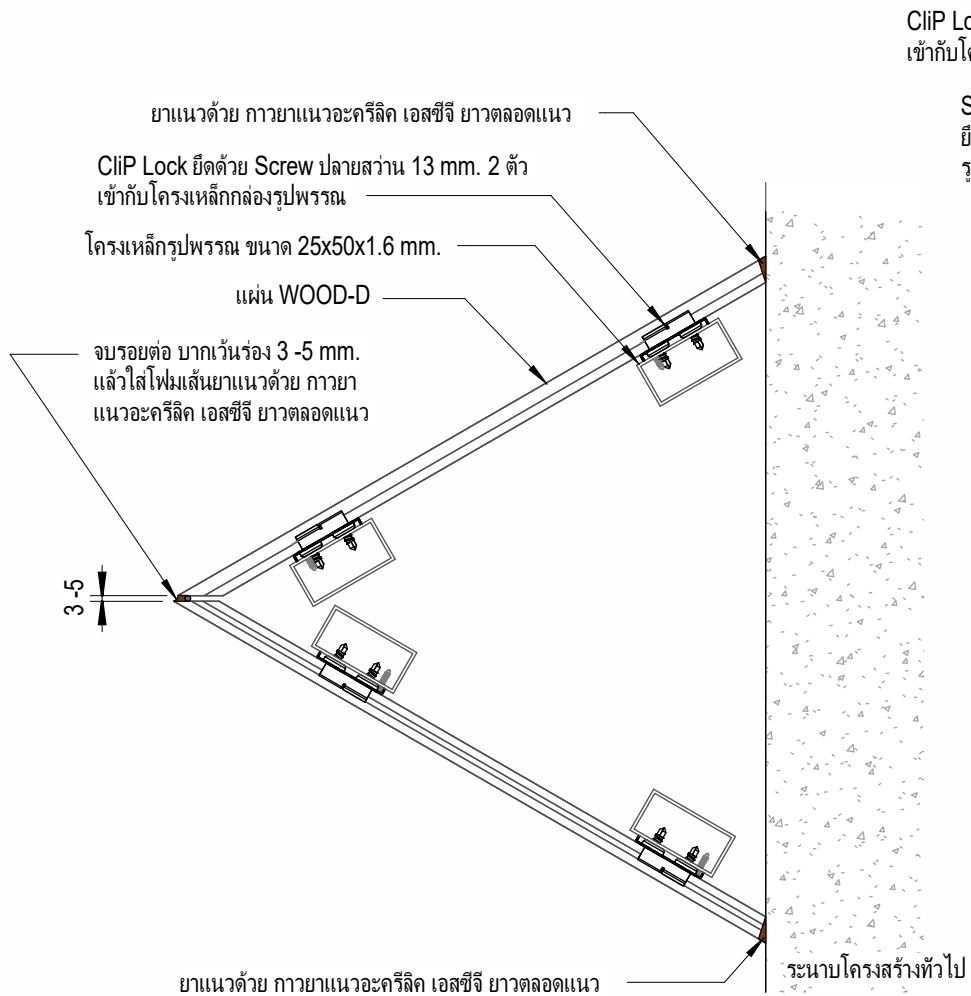 CliP Lo
เข้ากับโค
ยาแนวด้วย กาวยาแนวอะครีลิค เอสซีจี ยาวตลอดแนว
S
ยึ
รู
CliP Lock ยึดด้วย Screw ปลายสว่าน 13 mm. 2 ตัว
เข้ากับโครงเหล็กกล่องรูปพรรณ
โครงเหล็กรูปพรรณ ขนาด 25x50x1.6 mm.
แผ่น WOOD-D
จบรอยต่อ บากเว้นร่อง 3 -5 mm.
แล้วใส่โฟมเส้นยาแนวด้วย กาวยา
แนวอะครีลิค เอสซีจี ยาวตลอดแนว
3 -5
ระนาบโครงสร้างทั่วไป
ยาแนวด้วย กาวยาแนวอะครีลิค เอสซีจี ยาวตลอดแนว